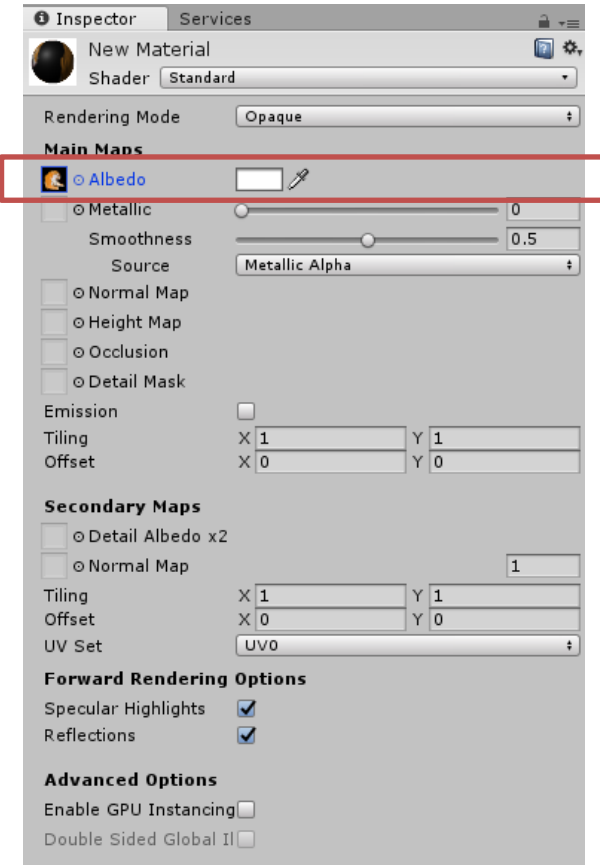 Inspector Services
New Material
Shader Standard
Rendering Mode Opaque
Main Maps
Albedo
Metallic 0
Smoothness 0.5
Source Metallic Alpha
Normal Map
Height Map
Occlusion
Detail Mask
Emission
Tiling X 1 Y 1
Offset X 0 Y 0
Secondary Maps
Detail Albedo x2
Normal Map 1
Tiling X 1 Y 1
Offset X 0 Y 0
UV Set UV0
Forward Rendering Options
Specular Highlights
Reflections
Advanced Options
Enable GPU Instancing
Double Sided Global Il